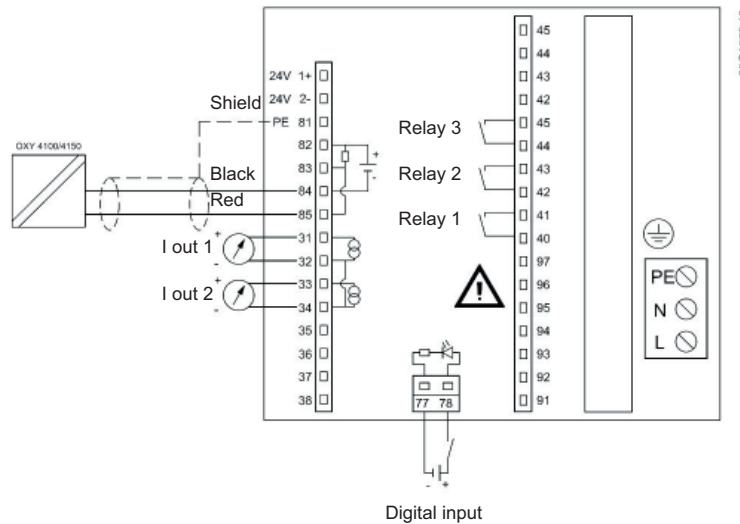 24V 1+
24V 2-
Shield
PE 81
82
83
OXY 4100/4150
Black
84
Red
85
I out 1
+
-
31
32
I out 2
+
-
33
34
35
36
37
38
+
-
45
44
43
42
Relay 3
45
44
Relay 2
43
42
Relay 1
41
40
97
96
95
94
93
92
91
PE
N
L
!
77 78
- +
Digital input